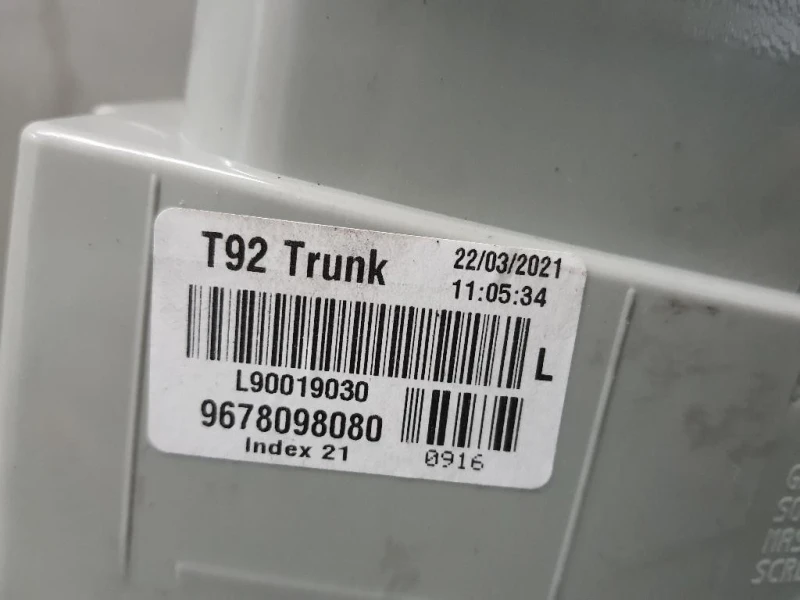 T92 Trunk
22/03/2021
11:05:34
L
L90019030
9678098080
Index 21
0916